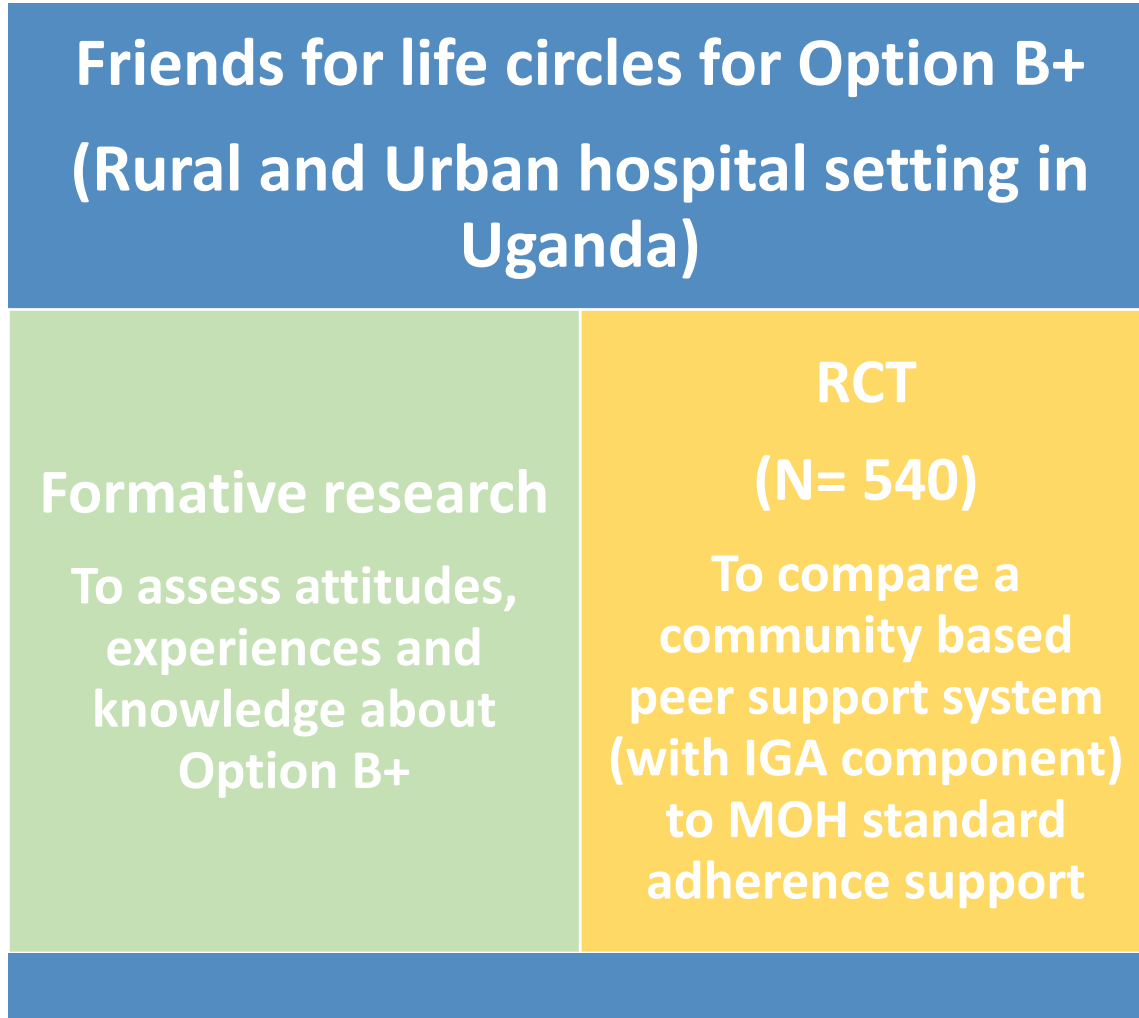 Friends for life circles for Option B+
(Rural and Urban hospital setting in
Uganda)
Formative research
To assess attitudes,
experiences and
knowledge about
Option B+
RCT
(N= 540)
To compare a
community based
peer support system
(with IGA component)
to MOH standard
adherence support